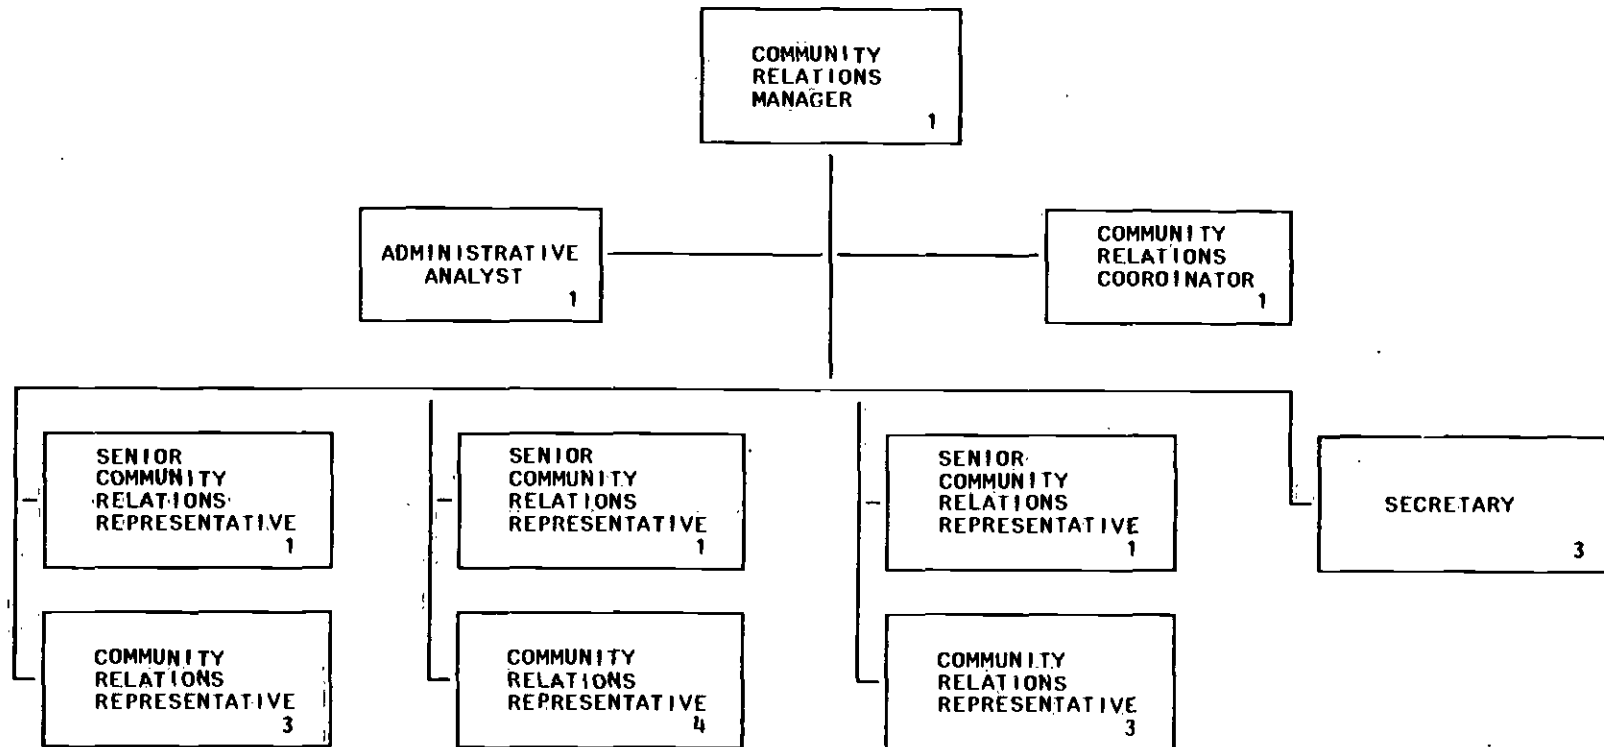 COMMUNITY
RELATIONS
MANAGER
1
ADMINISTRATIVE
ANALYST
1
COMMUNITY
RELATIONS
COOROINATOR
1
SENIOR
COMMUNITY
RELATIONS
REPRESENTATIVE
1
SENIOR
COMMUNITY
RELATIONS
REPRESENTATIVE
1
SENIOR
COMMUNITY
RELATIONS
REPRESENTATIVE
1
SECRETARY
3
COMMUNITY
RELATIONS
REPRESENTATIVE
3
COMMUNITY
RELATIONS
REPRESENTATIVE
4
COMMUNITY
RELATIONS
REPRESENTATIVE
3